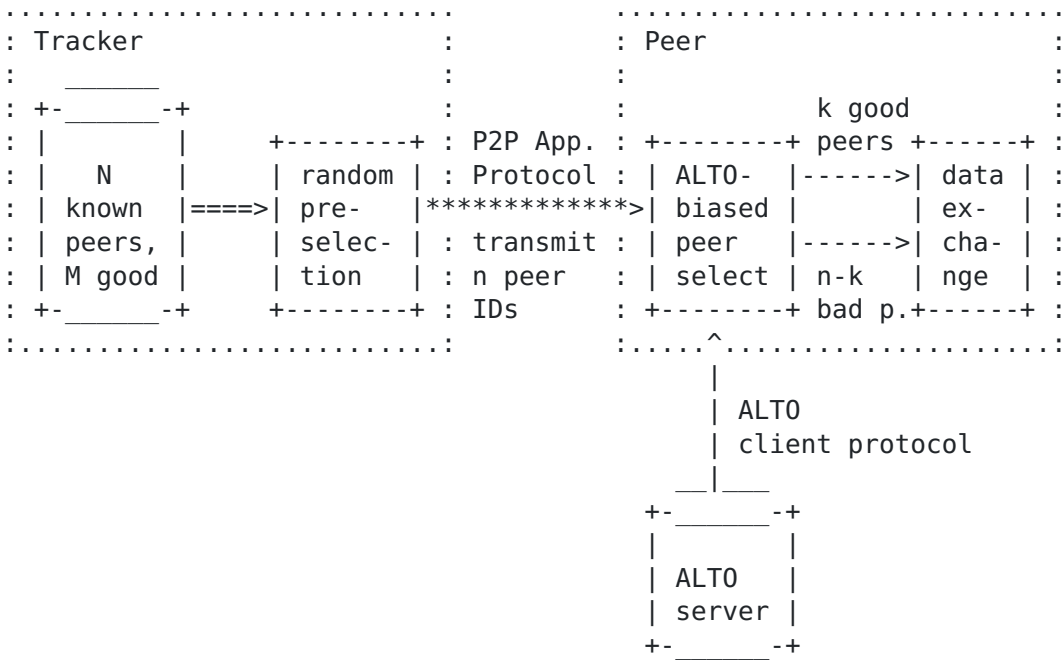 Tracker
Peer
k good
peers
P2P App.
Protocol
transmit
n peer
IDs
N
known
peers,
M good
random
pre-
selec-
tion
ALTO-
biased
peer
select
n-k
bad p.
data
ex-
cha-
nge
ALTO
client protocol
ALTO
server